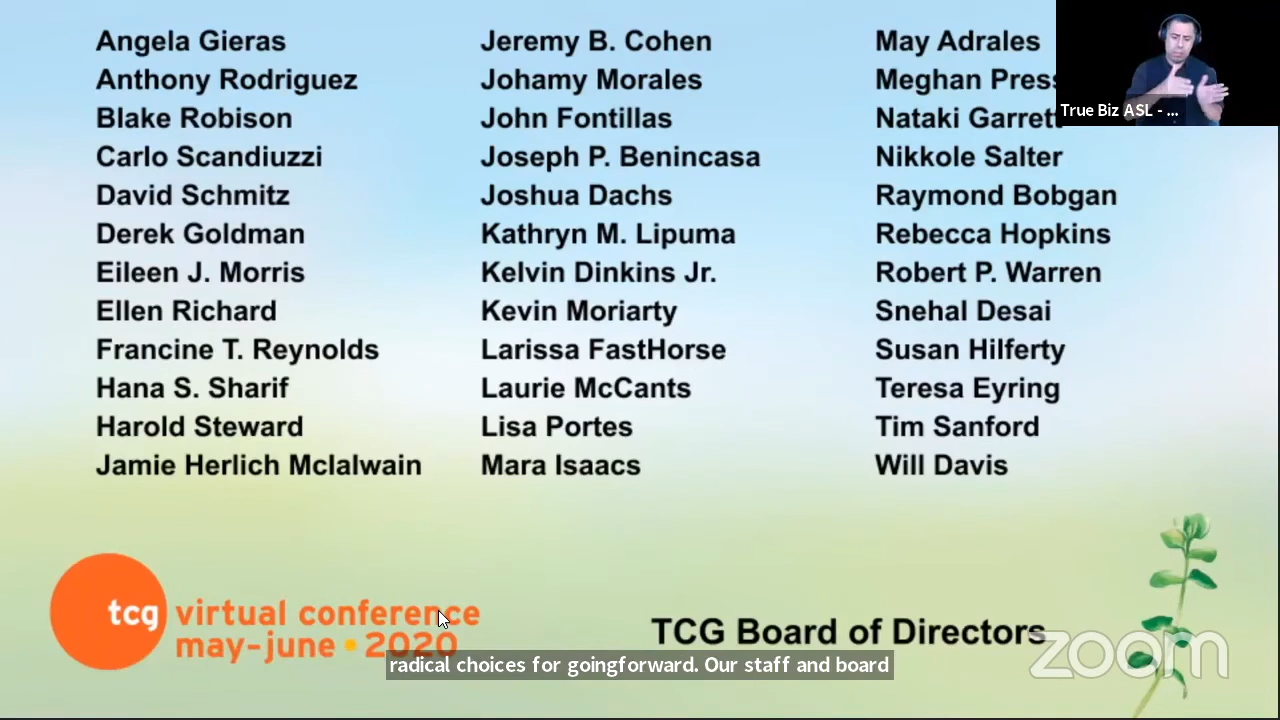 Angela Gieras
Anthony Rodriguez
Blake Robison
Carlo Scandiuzzi
David Schmitz
Derek Goldman
Eileen J. Morris
Ellen Richard
Francine T. Reynolds
Hana S. Sharif
Harold Steward
Jamie Herlich Mclalwain
Jeremy B. Cohen
Johamy Morales
John Fontillas
Joseph P. Benincasa
Joshua Dachs
Kathryn M. Lipuma
Kelvin Dinkins Jr.
Kevin Moriarty
Larissa FastHorse
Laurie McCants
Lisa Portes
Mara Isaacs
May Adrales
Meghan
Nataki Garrett
Nikkole Salter
Raymond Bobgan
Rebecca Hopkins
Robert P. Warren
Snehal Desai
Susan Hilferty
Teresa Eyring
Tim Sanford
Will Davis
True Biz ASL - ...
tcg virtual conference
may-june • 2020
TCG Board of Directors
radical choices for goingforward. Our staff and board
zoom